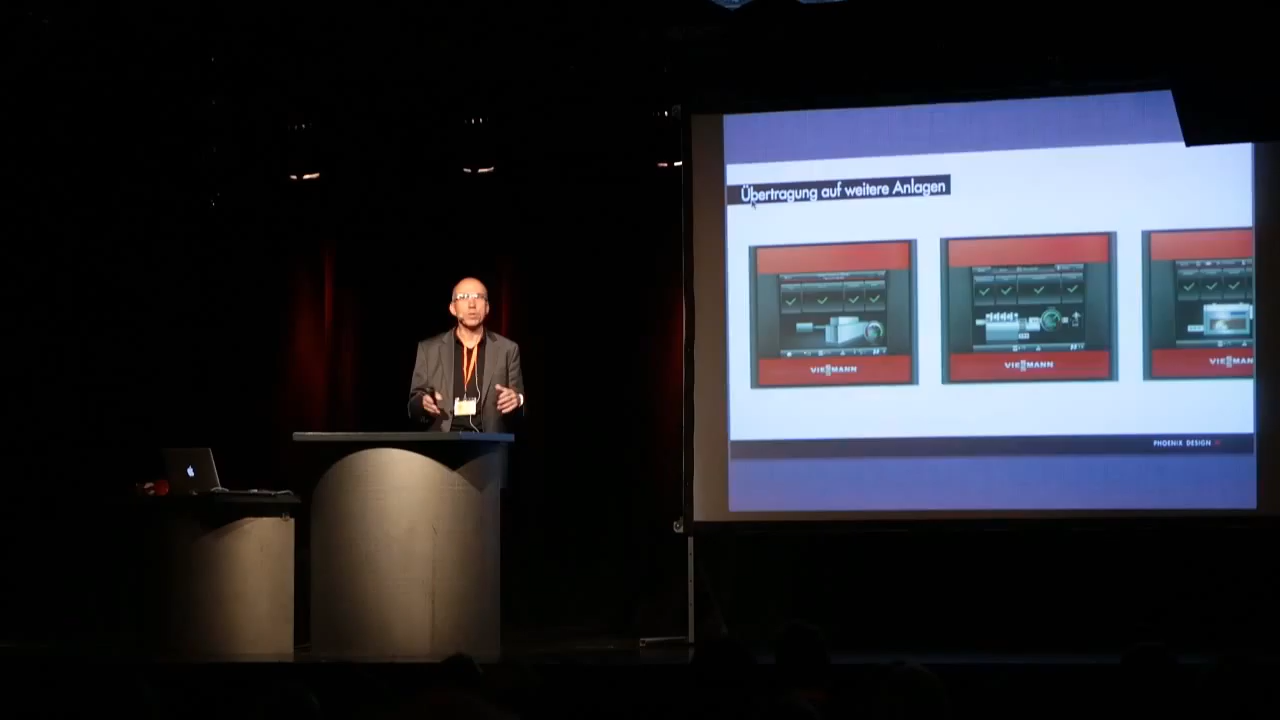 Übertragung auf weitere Anlagen
VIESMANN
VIESMANN
VIESMANN
PHOENIX DESIGN